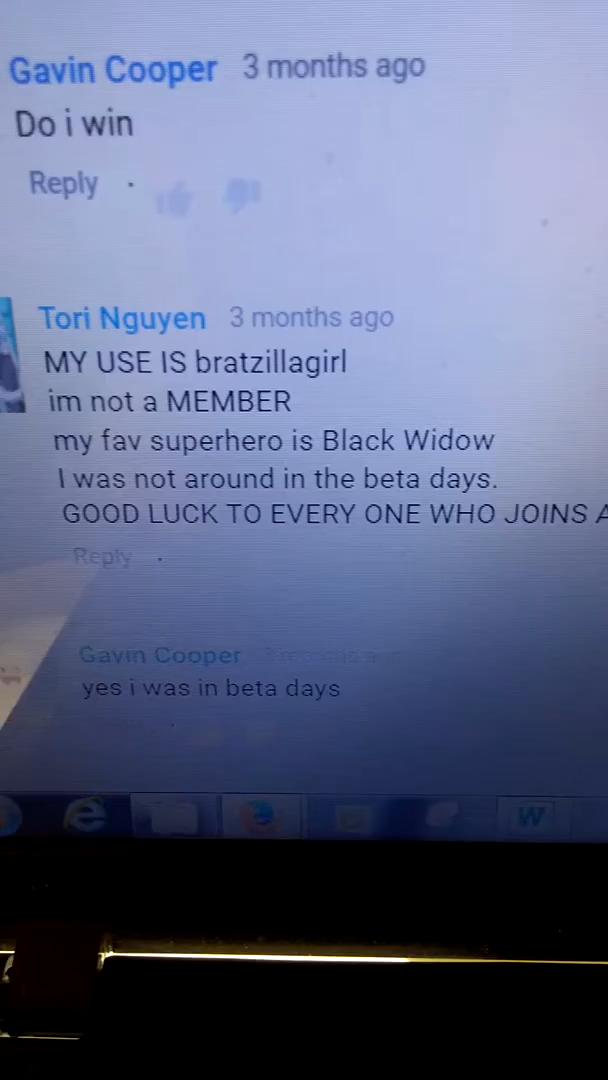 Gavin Cooper 3 months ago
Do i win
Reply ·
Tori Nguyen 3 months ago
MY USE IS bratzillagirl
im not a MEMBER
my fav superhero is Black Widow
I was not around in the beta days.
GOOD LUCK TO EVERY ONE WHO JOINS
Reply ·
Gavin Cooper
yes i was in beta days
W